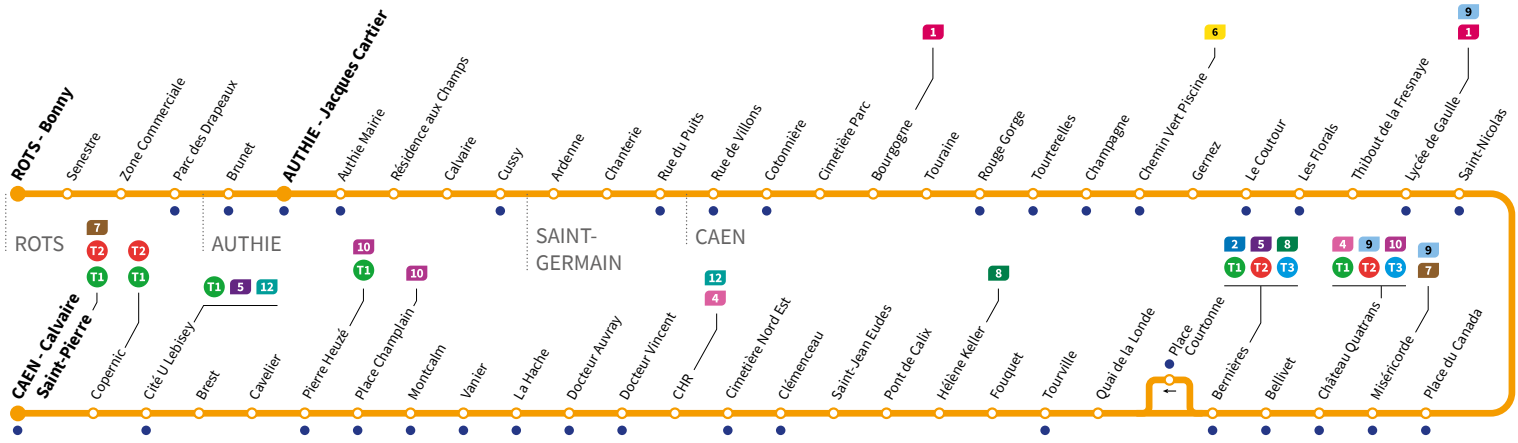 ROTS - Bonny
Senestre
Zone Commerciale
Parc des Drapeaux
Brunet
AUTHIE - Jacques Cartier
Authie Mairie
Résidence aux Champs
Calvaire
Cussy
Ardenne
Chanterie
Rue du Puits
Rue de Villons
Cotonnière
Cimetière Parc
Bourgogne
1
Touraine
Rouge Gorge
Tourterelles
Champagne
Chemin Vert Piscine
6
Gernez
Le Coutour
Les Florals
Thibout de la Fresnaye
Lycée de Gaulle
9
1
Saint-Nicolas
ROTS
AUTHIE
SAINT-
GERMAIN
CAEN
7
T2
T1
CAEN - Calvaire
Saint-Pierre
T2
T1
Copernic
T1 5 12
Cité U Lebisey
Brest
Cavelier
10
T1
Pierre Heuzé
10
Place Champlain
Montcalm
Vanier
La Hache
Docteur Auvray
Docteur Vincent
12
4
CHR
Cimetière Nord Est
Clémenceau
Saint-Jean Eudes
Pont de Calix
8
Hélène Keller
Fouquet
Tourville
Quai de la Londe
Place
Courtonne
2 5 8
T1 T2 T3
Bernières
Bellivet
4 9 10
T1 T2 T3
Château Quatrans
9
7
Miséricorde
Place du Canada